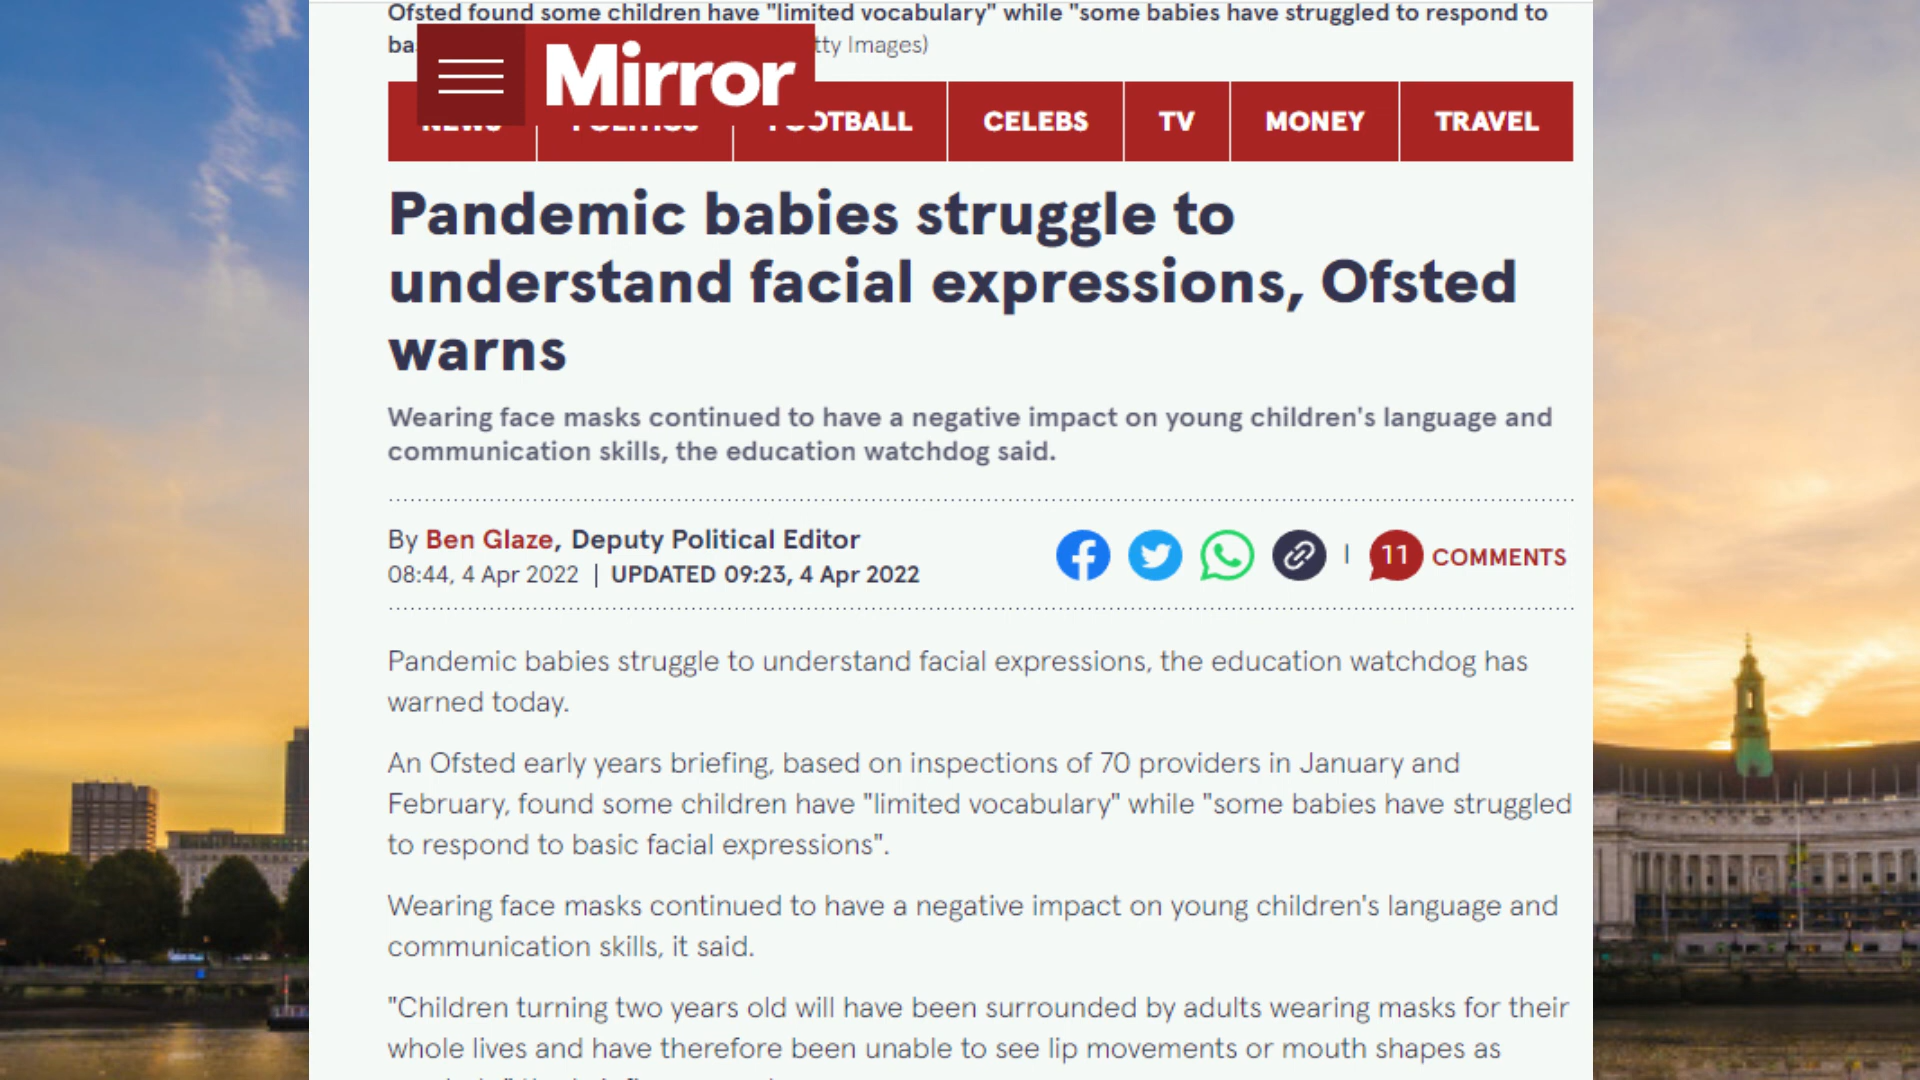 Ofsted found some children have "limited vocabulary" while "some babies have struggled to respond to
tty Images)
Mirror
NEWS POLITICS FOOTBALL CELEBS TV MONEY TRAVEL
Pandemic babies struggle to
understand facial expressions, Ofsted
warns
Wearing face masks continued to have a negative impact on young children's language and
communication skills, the education watchdog said.
By Ben Glaze, Deputy Political Editor
08:44, 4 Apr 2022 | UPDATED 09:23, 4 Apr 2022
11 COMMENTS
Pandemic babies struggle to understand facial expressions, the education watchdog has
warned today.
An Ofsted early years briefing, based on inspections of 70 providers in January and
February, found some children have "limited vocabulary" while "some babies have struggled
to respond to basic facial expressions".
Wearing face masks continued to have a negative impact on young children's language and
communication skills, it said.
"Children turning two years old will have been surrounded by adults wearing masks for their
whole lives and have therefore been unable to see lip movements or mouth shapes as